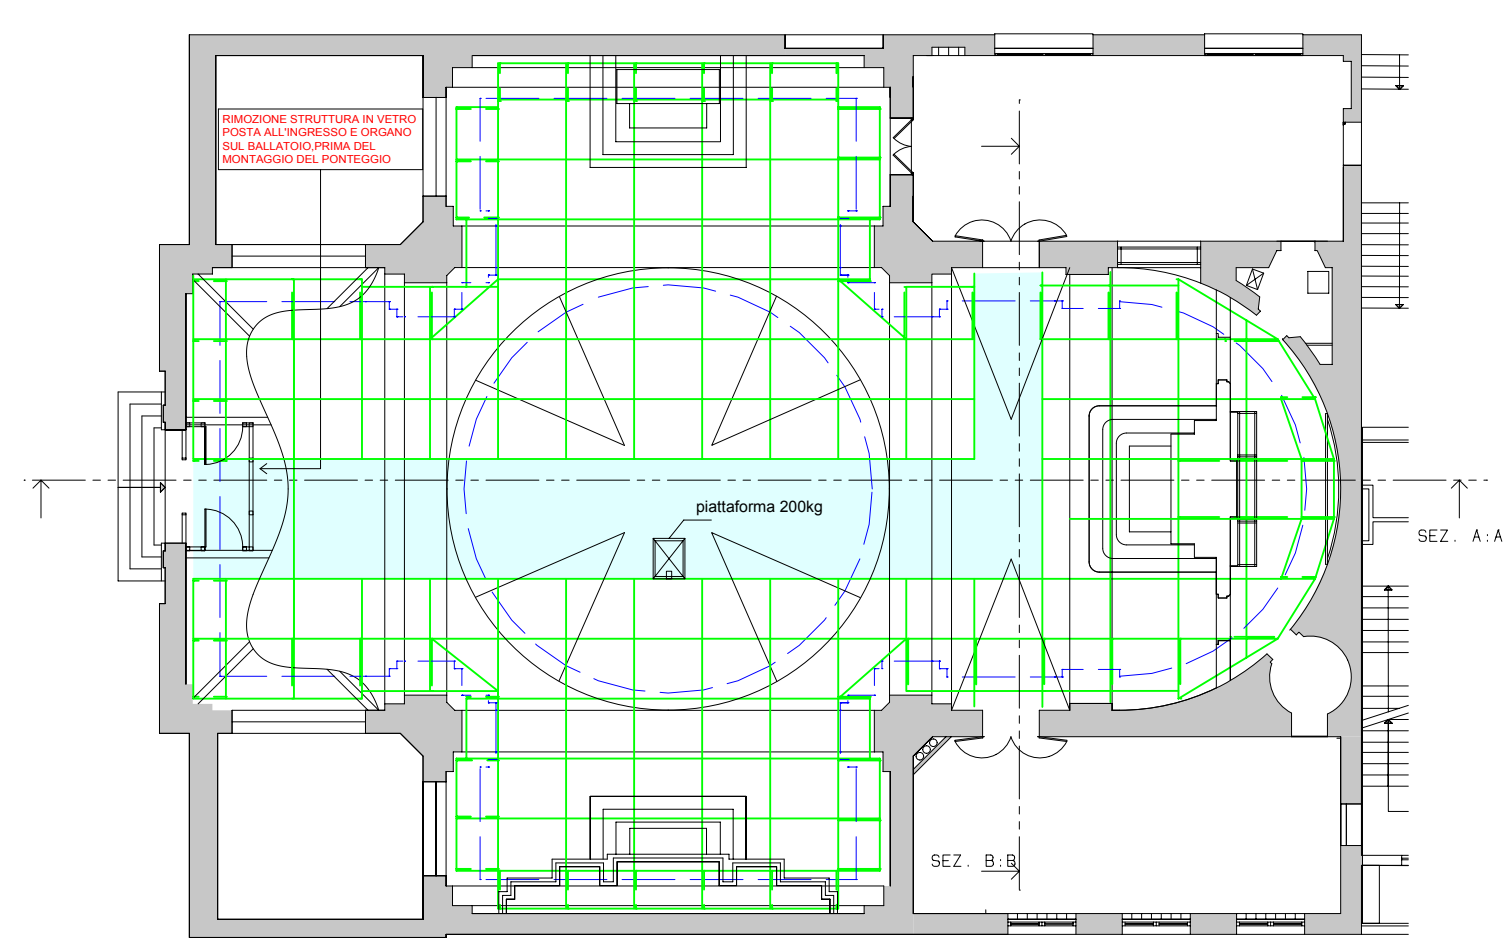 RIMOZIONE STRUTTURA IN VETRO
POSTA ALL'INGRESSO E ORGANO
SUL BALLATOIO,PRIMA DEL
MONTAGGIO DEL PONTEGGIO
piattaforma 200kg
SEZ. A:A
SEZ. B:B